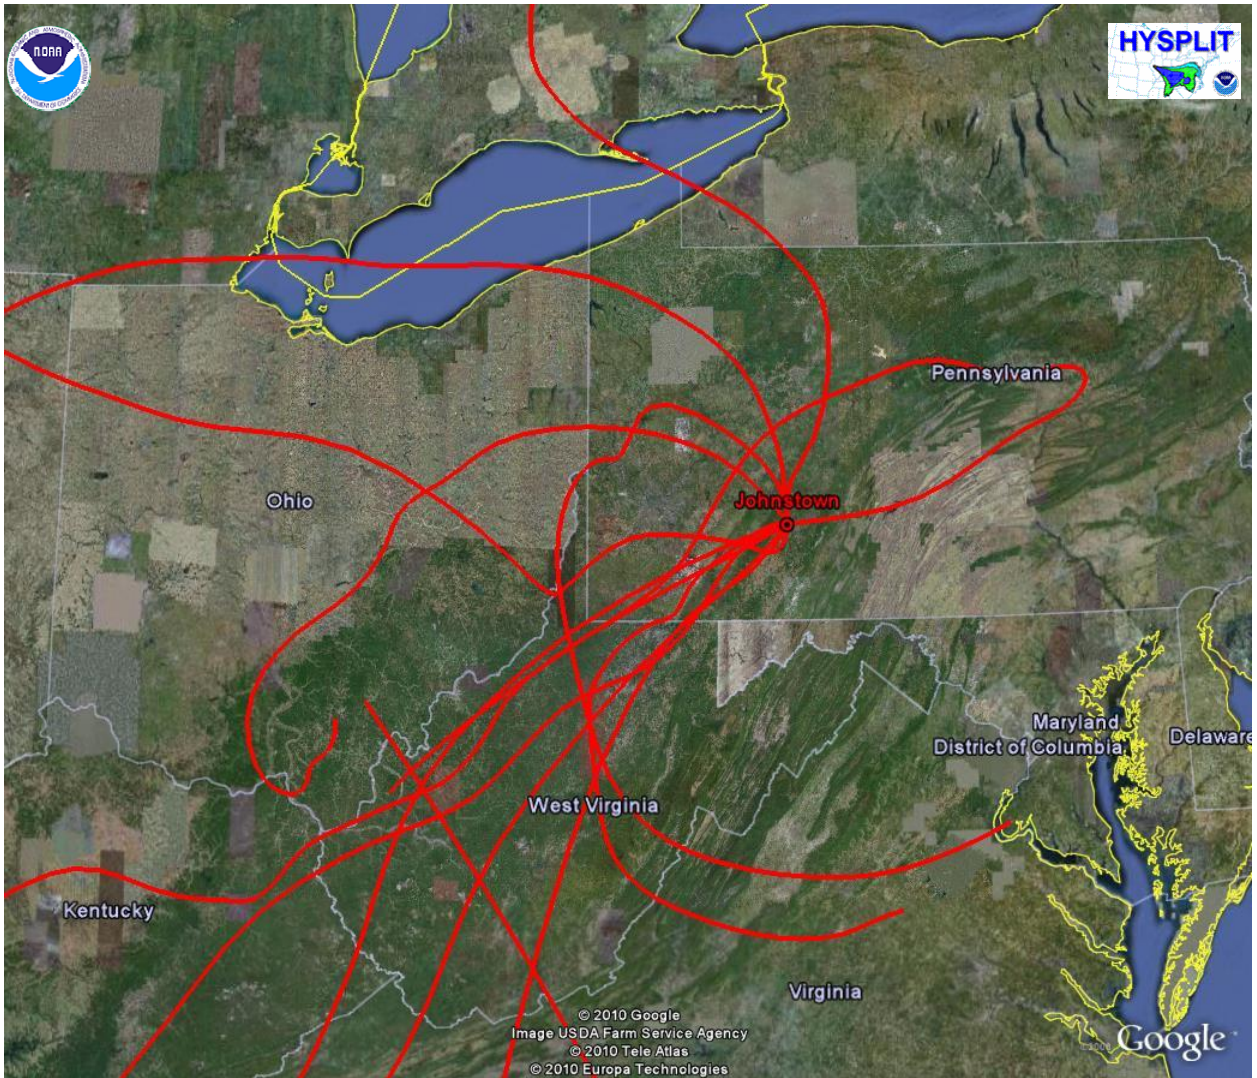 NOAA
HYSPLIT
NOAA
Pennsylvania
Ohio
Johnstown
Maryland
District of Columbia
Delaware
West Virginia
Kentucky
Virginia
© 2010 Google
Image USDA Farm Service Agency
© 2010 Tele Atlas
© 2010 Europa Technologies
Google